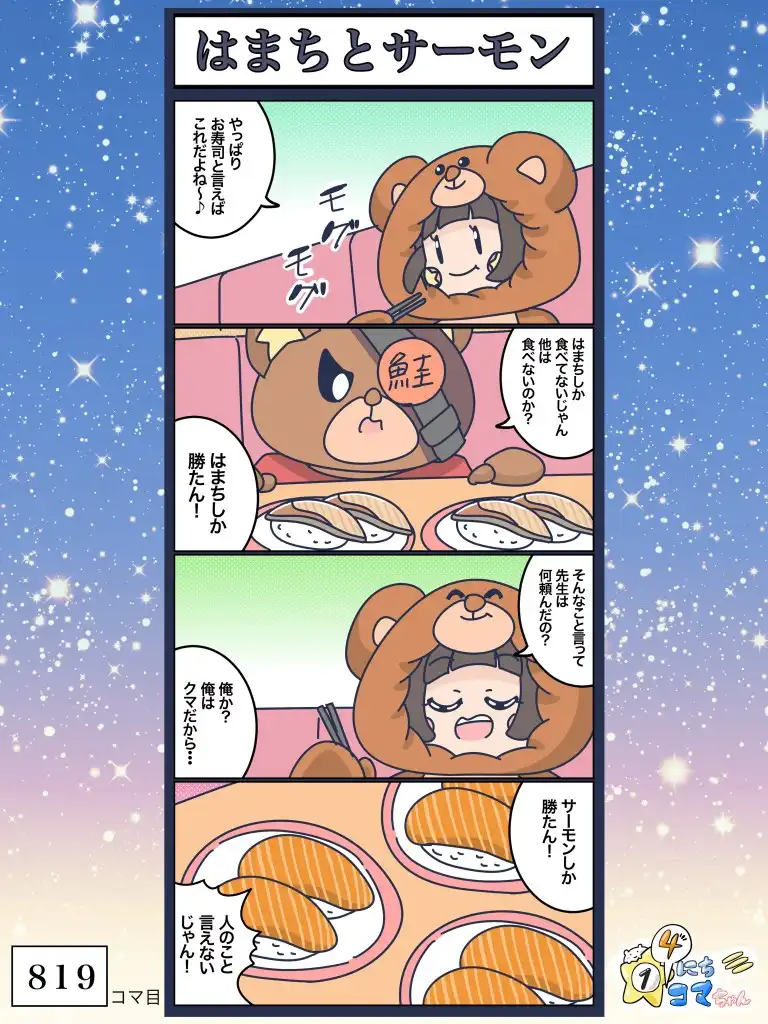 はまちとサーモン
やっぱり
お寿司と言えば
これだよね〜♪
モグ
モグ
はまちしか
食べてないじゃん
他は
食べないのか?
鮭
はまちしか
勝たん!
そんなこと言って
先生は
何頼んだの?
俺か?
俺は
クマだから…
サーモンしか
勝たん!
人のこと
言えない
じゃん!
819
コマ目
1
にち
4
コマちゃん